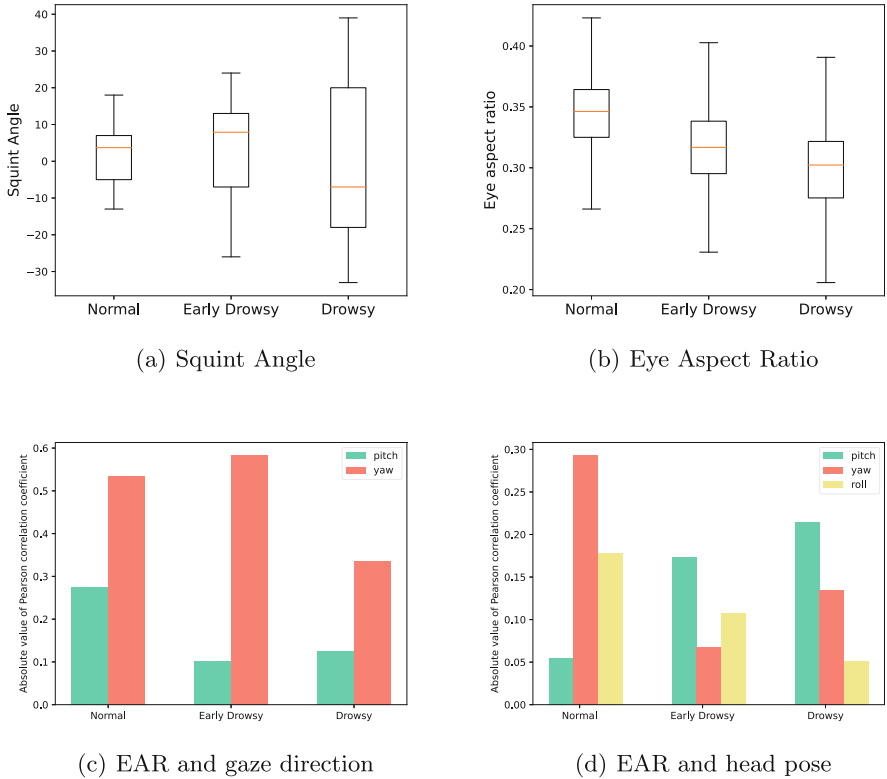 Squint Angle
40
30
20
10
0
−10
−20
−30
Normal Early Drowsy Drowsy
(a) Squint Angle
Eye aspect ratio
0.40
0.35
0.30
0.25
0.20
Normal Early Drowsy Drowsy
(b) Eye Aspect Ratio
Absolute value of Pearson correlation coefficient
0.6
0.5
0.4
0.3
0.2
0.1
0.0
pitch
yaw
Normal Early Drowsy Drowsy
(c) EAR and gaze direction
Absolute value of Pearson correlation coefficient
0.30
0.25
0.20
0.15
0.10
0.05
0.00
pitch
yaw
roll
Normal Early Drowsy Drowsy
(d) EAR and head pose